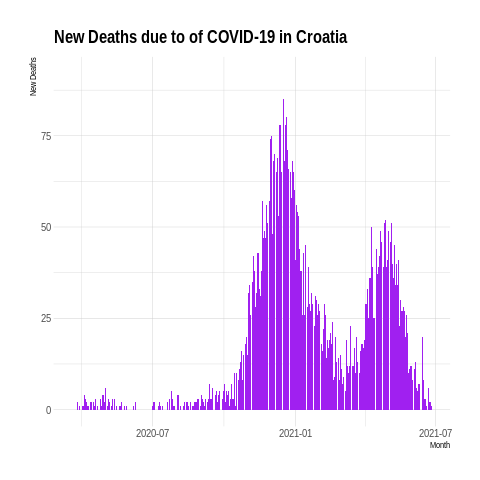 New Deaths due to of COVID-19 in Croatia
New Deaths
75
50
25
0
2020-07
2021-01
2021-07
Month